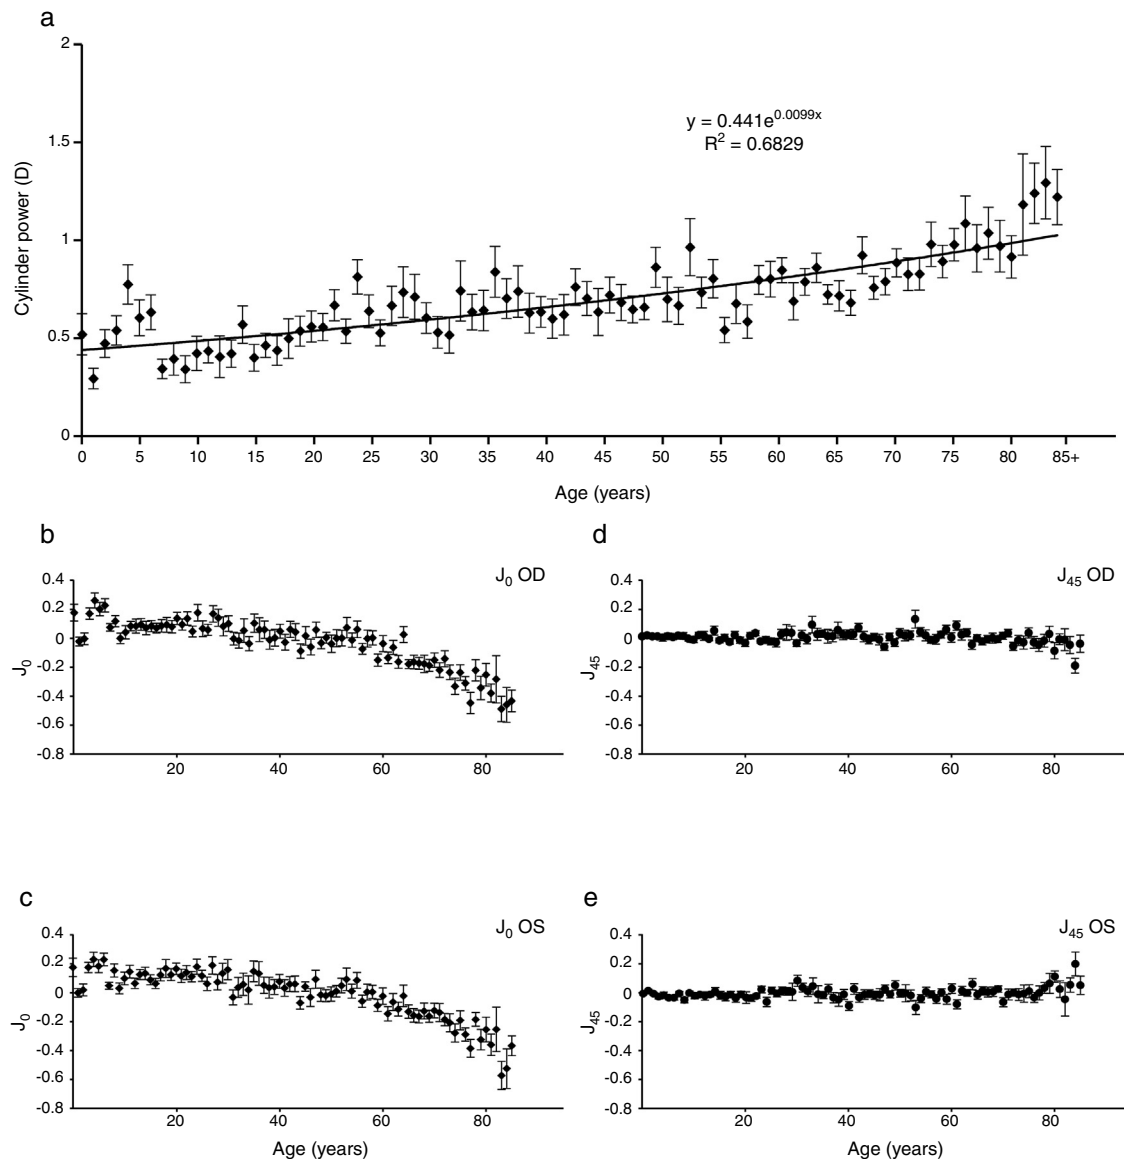 a
2
1.5
1
0.5
0
Cylinder power (D)
y = 0.441e^0.0099x
R² = 0.6829
0 5 10 15 20 25 30 35 40 45 50 55 60 65 70 75 80 85+
Age (years)
b
J₀ OD
0.4
0.2
0
-0.2
-0.4
-0.6
-0.8
J₀
20 40 60 80
d
J₄₅ OD
0.4
0.2
0
-0.2
-0.4
-0.6
-0.8
J₄₅
20 40 60 80
c
J₀ OS
0.4
0.2
0
-0.2
-0.4
-0.6
-0.8
J₀
20 40 60 80
Age (years)
e
J₄₅ OS
0.4
0.2
0
-0.2
-0.4
-0.6
-0.8
J₄₅
20 40 60 80
Age (years)